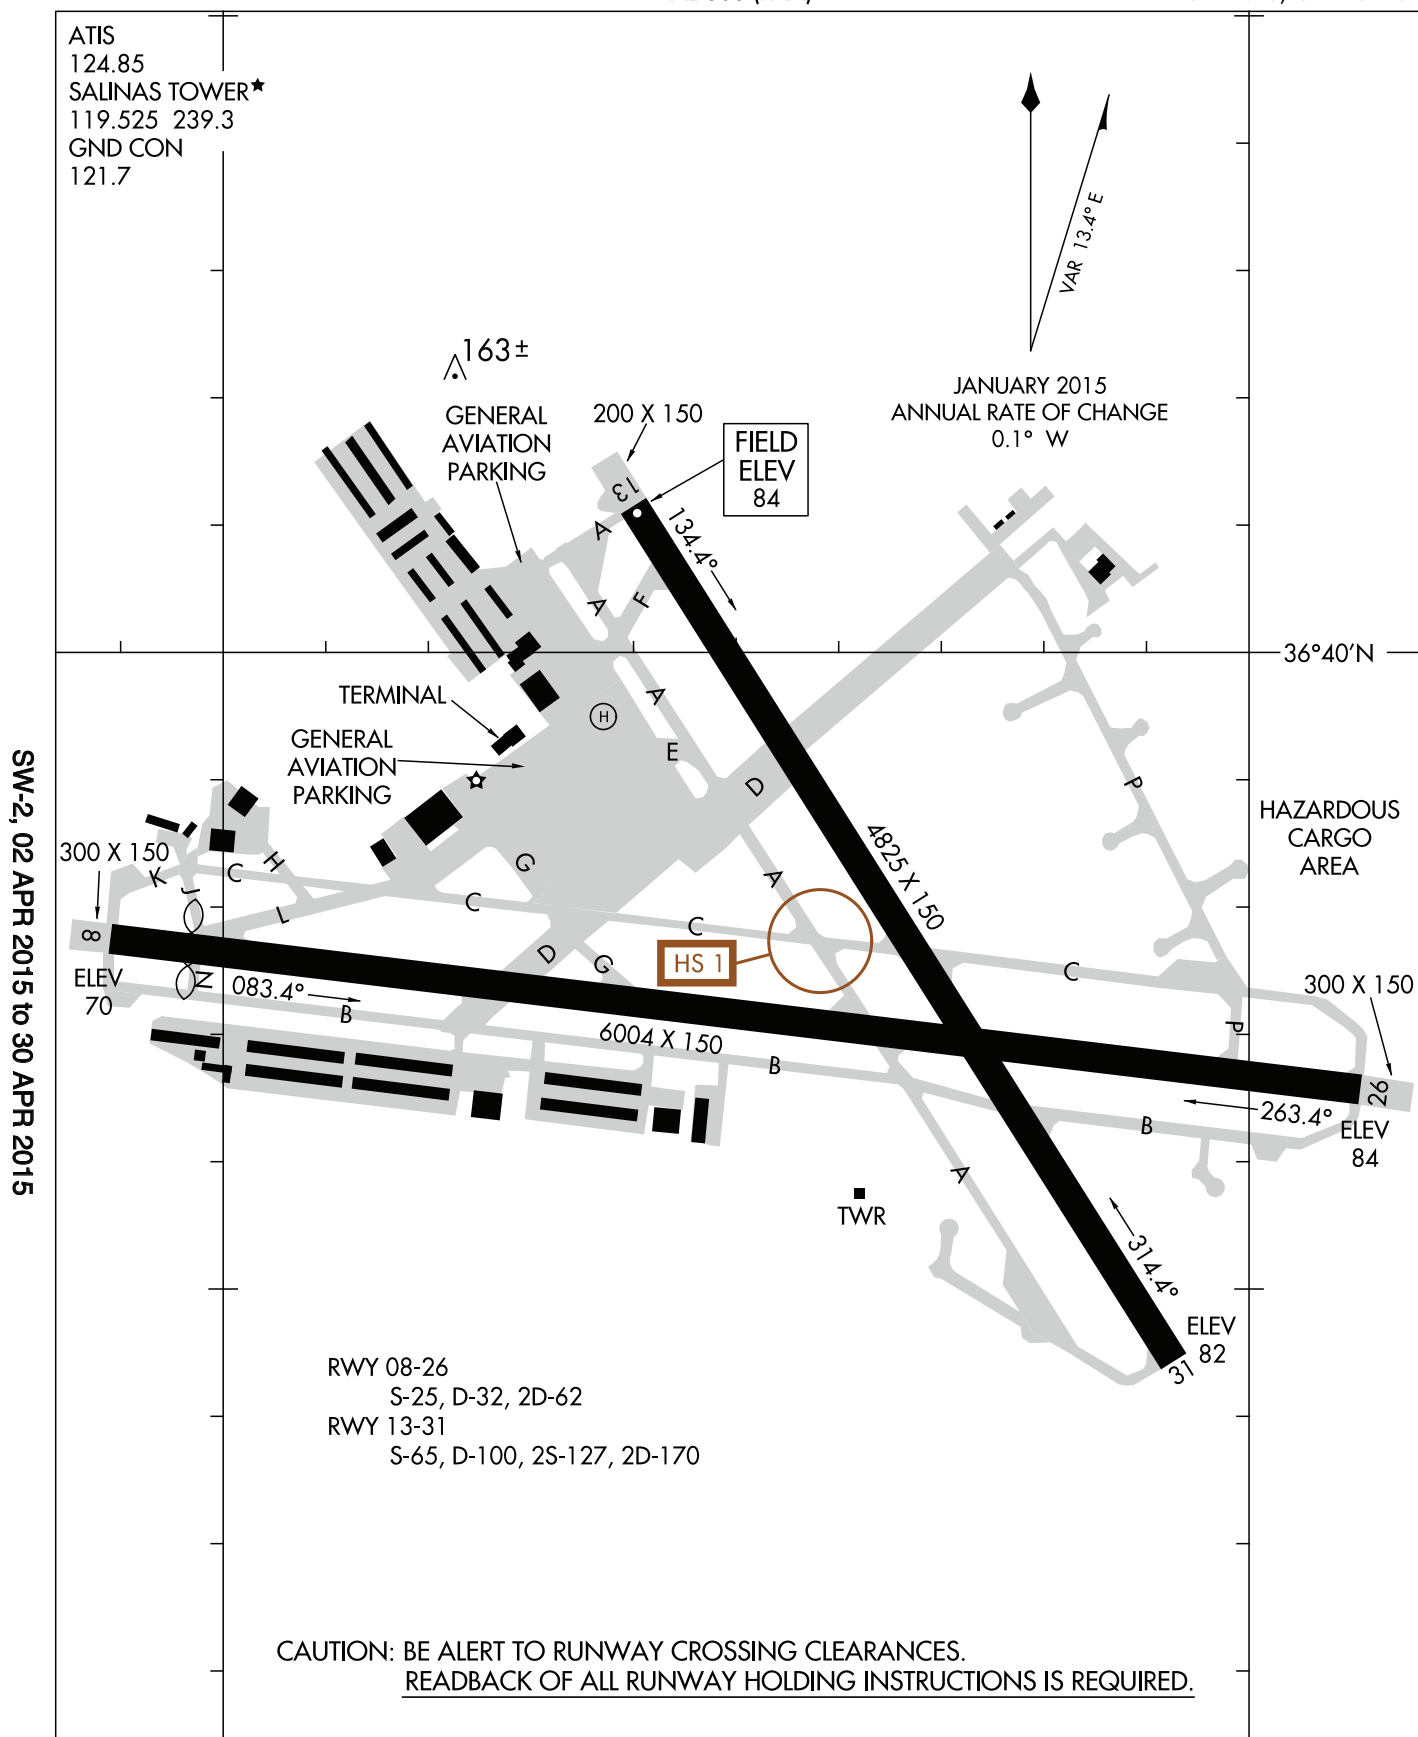 ATIS
124.85
SALINAS TOWER★
119.525 239.3
GND CON
121.7
VAR 13.4° E
JANUARY 2015
ANNUAL RATE OF CHANGE
0.1° W
163±
GENERAL
AVIATION
PARKING
200 X 150
FIELD
ELEV
84
13
134.4°
A
A
F
A
E
D
H
36°40'N
TERMINAL
GENERAL
AVIATION
PARKING
P
HAZARDOUS
CARGO
AREA
4825 X 150
300 X 150
K
J
C
H
L
G
C
A
C
HS 1
D
G
C
8
ELEV
70
N
083.4°
B
6004 X 150
B
P
300 X 150
26
263.4°
ELEV
84
B
A
TWR
314.4°
ELEV
82
31
RWY 08-26
S-25, D-32, 2D-62
RWY 13-31
S-65, D-100, 2S-127, 2D-170
CAUTION: BE ALERT TO RUNWAY CROSSING CLEARANCES.
READBACK OF ALL RUNWAY HOLDING INSTRUCTIONS IS REQUIRED.
SW-2, 02 APR 2015 to 30 APR 2015